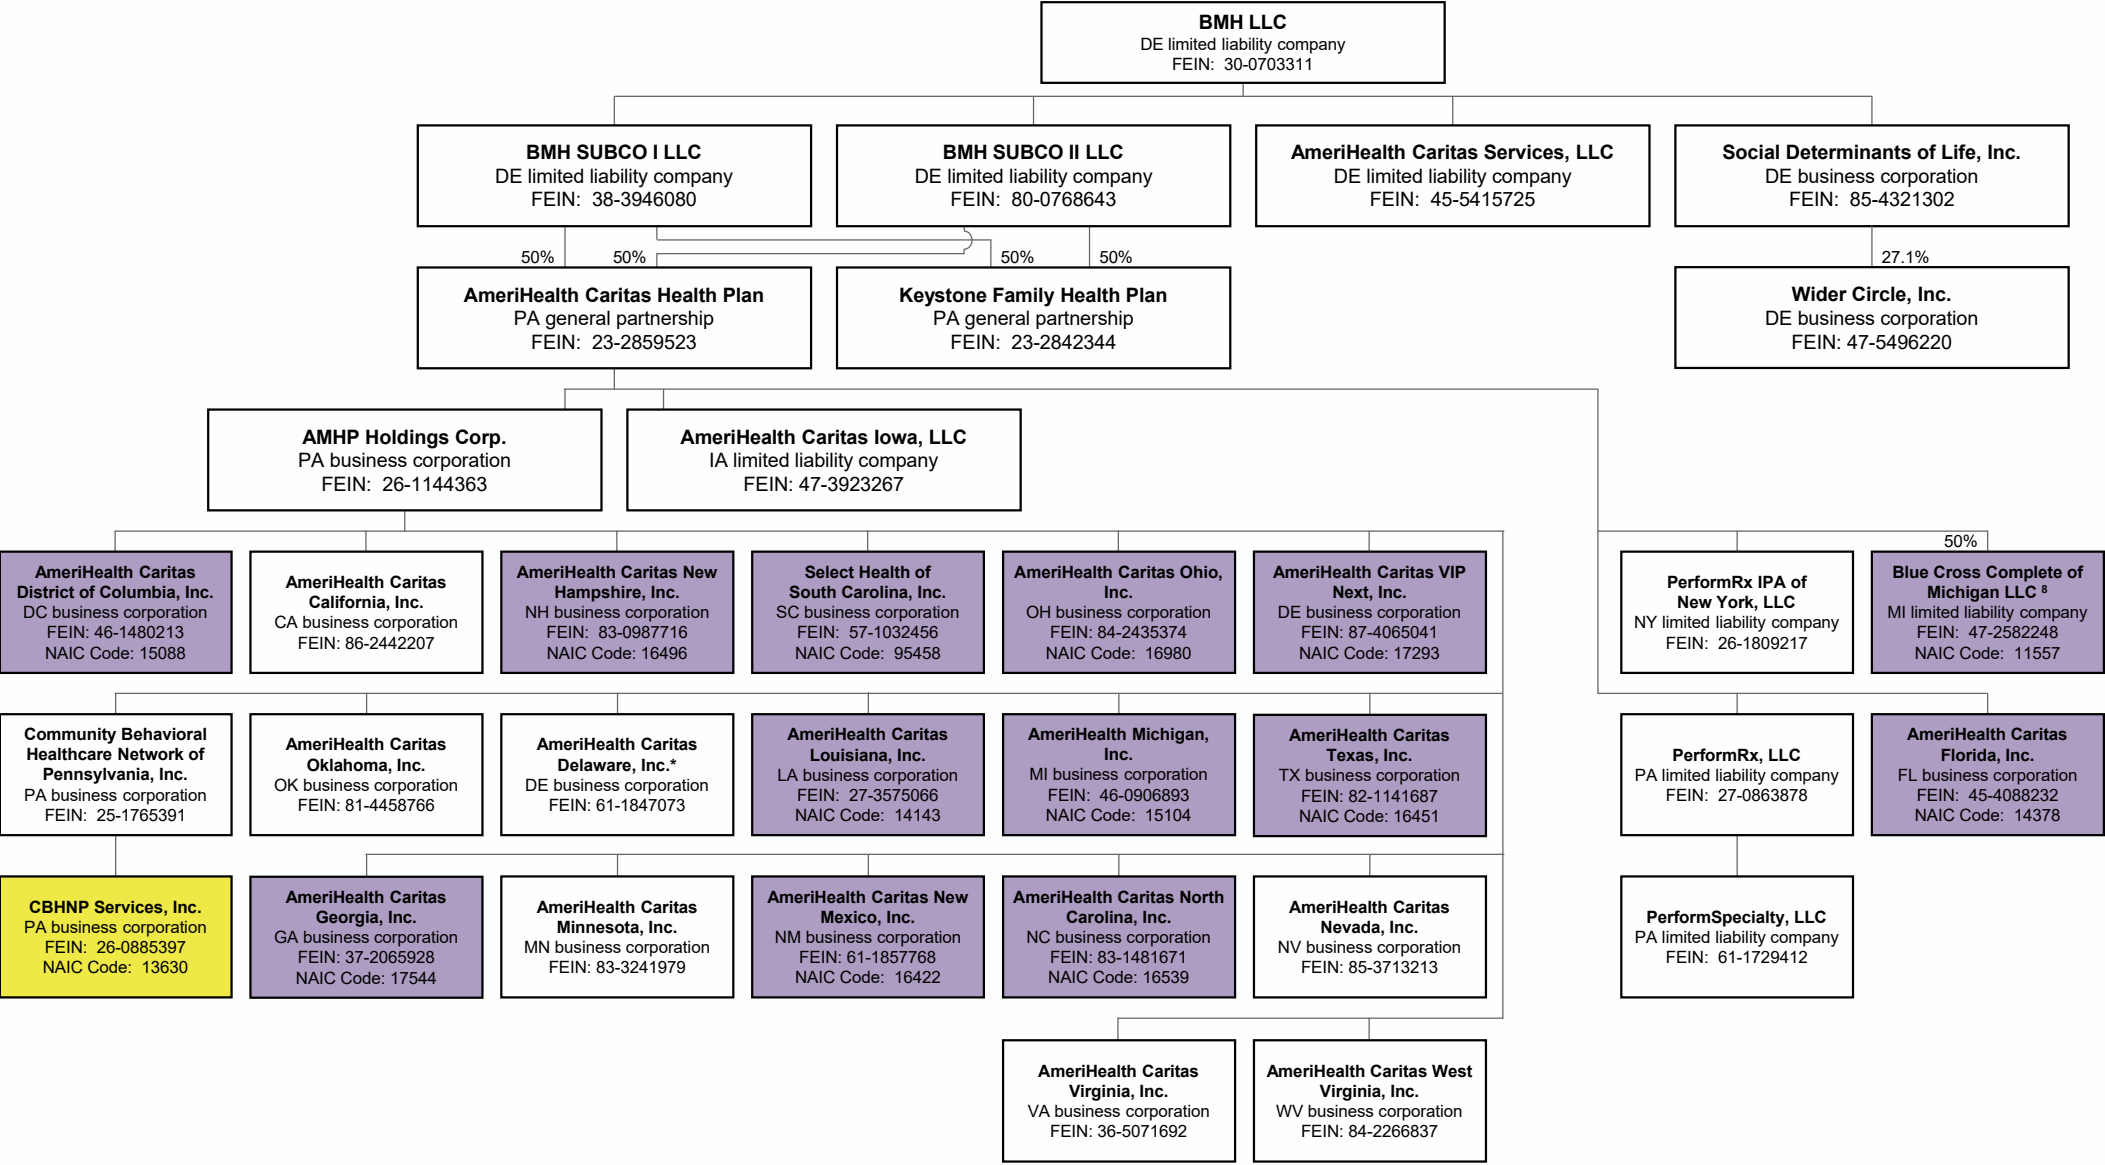 BMH LLC
DE limited liability company
FEIN: 30-0703311
BMH SUBCO I LLC
DE limited liability company
FEIN: 38-3946080
BMH SUBCO II LLC
DE limited liability company
FEIN: 80-0768643
AmeriHealth Caritas Services, LLC
DE limited liability company
FEIN: 45-5415725
Social Determinants of Life, Inc.
DE business corporation
FEIN: 85-4321302
50%
50%
50%
50%
27.1%
AmeriHealth Caritas Health Plan
PA general partnership
FEIN: 23-2859523
Keystone Family Health Plan
PA general partnership
FEIN: 23-2842344
Wider Circle, Inc.
DE business corporation
FEIN: 47-5496220
AMHP Holdings Corp.
PA business corporation
FEIN: 26-1144363
AmeriHealth Caritas Iowa, LLC
IA limited liability company
FEIN: 47-3923267
AmeriHealth Caritas
District of Columbia, Inc.
DC business corporation
FEIN: 46-1480213
NAIC Code: 15088
AmeriHealth Caritas
California, Inc.
CA business corporation
FEIN: 86-2442207
AmeriHealth Caritas New
Hampshire, Inc.
NH business corporation
FEIN: 83-0987716
NAIC Code: 16496
Select Health of
South Carolina, Inc.
SC business corporation
FEIN: 57-1032456
NAIC Code: 95458
AmeriHealth Caritas Ohio,
Inc.
OH business corporation
FEIN: 84-2435374
NAIC Code: 16980
AmeriHealth Caritas VIP
Next, Inc.
DE business corporation
FEIN: 87-4065041
NAIC Code: 17293
PerformRx IPA of
New York, LLC
NY limited liability company
FEIN: 26-1809217
50%
Blue Cross Complete of
Michigan LLC 8
MI limited liability company
FEIN: 47-2582248
NAIC Code: 11557
Community Behavioral
Healthcare Network of
Pennsylvania, Inc.
PA business corporation
FEIN: 25-1765391
AmeriHealth Caritas
Oklahoma, Inc.
OK business corporation
FEIN: 81-4458766
AmeriHealth Caritas
Delaware, Inc.*
DE business corporation
FEIN: 61-1847073
AmeriHealth Caritas
Louisiana, Inc.
LA business corporation
FEIN: 27-3575066
NAIC Code: 14143
AmeriHealth Michigan,
Inc.
MI business corporation
FEIN: 46-0906893
NAIC Code: 15104
AmeriHealth Caritas
Texas, Inc.
TX business corporation
FEIN: 82-1141687
NAIC Code: 16451
PerformRx, LLC
PA limited liability company
FEIN: 27-0863878
AmeriHealth Caritas
Florida, Inc.
FL business corporation
FEIN: 45-4088232
NAIC Code: 14378
CBHNP Services, Inc.
PA business corporation
FEIN: 26-0885397
NAIC Code: 13630
AmeriHealth Caritas
Georgia, Inc.
GA business corporation
FEIN: 37-2065928
NAIC Code: 17544
AmeriHealth Caritas
Minnesota, Inc.
MN business corporation
FEIN: 83-3241979
AmeriHealth Caritas New
Mexico, Inc.
NM business corporation
FEIN: 61-1857768
NAIC Code: 16422
AmeriHealth Caritas North
Carolina, Inc.
NC business corporation
FEIN: 83-1481671
NAIC Code: 16539
AmeriHealth Caritas
Nevada, Inc.
NV business corporation
FEIN: 85-3713213
PerformSpecialty, LLC
PA limited liability company
FEIN: 61-1729412
AmeriHealth Caritas
Virginia, Inc.
VA business corporation
FEIN: 36-5071692
AmeriHealth Caritas West
Virginia, Inc.
WV business corporation
FEIN: 84-2266837